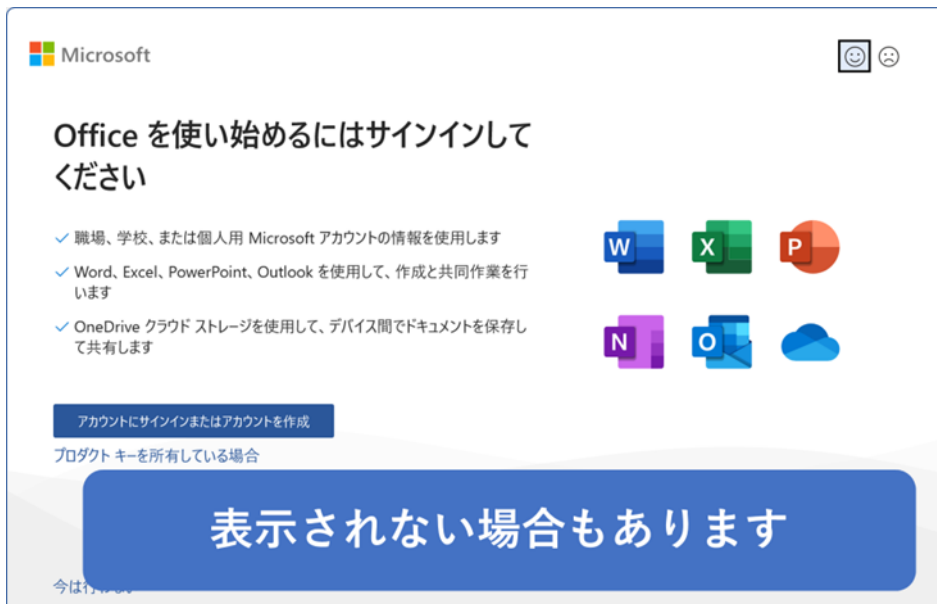 Microsoft
Office を使い始めるにはサインインして
ください
職場、学校、または個人用 Microsoft アカウントの情報を使用します
Word、Excel、PowerPoint、Outlook を使用して、作成と共同作業を行
います
OneDrive クラウド ストレージを使用して、デバイス間でドキュメントを保存し
て共有します
W X P
N O
アカウントにサインインまたはアカウントを作成
プロダクト キーを所有している場合
表示されない場合もあります
今は